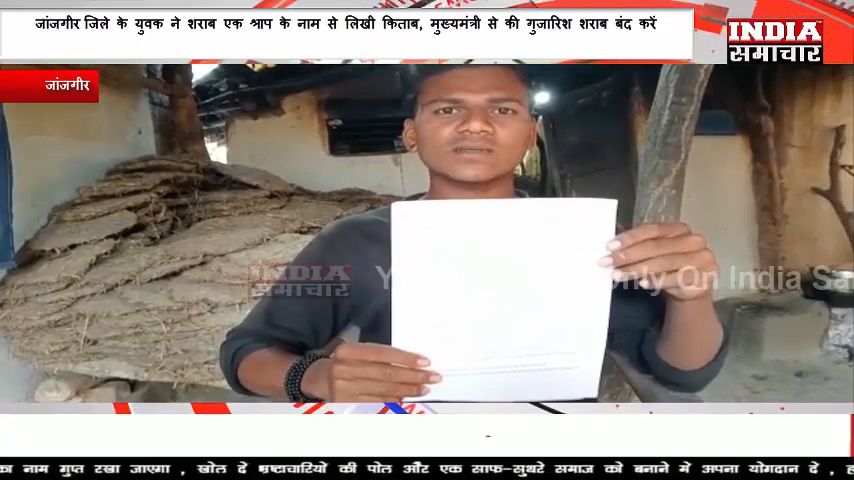 जांजगीर जिले के युवक ने शराब एक श्राप के नाम से लिखी किताब, मुख्यमंत्री से की गुजारिश शराब बंद करें
INDIA
समाचार
जांजगीर
INDIA
समाचार
Only On India Sa
का नाम गुप्त रखा जाएगा , खोल दे भ्रष्टाचारियों की पोल और एक साफ-सुथरे समाज को बनाने में अपना योगदान दे ,